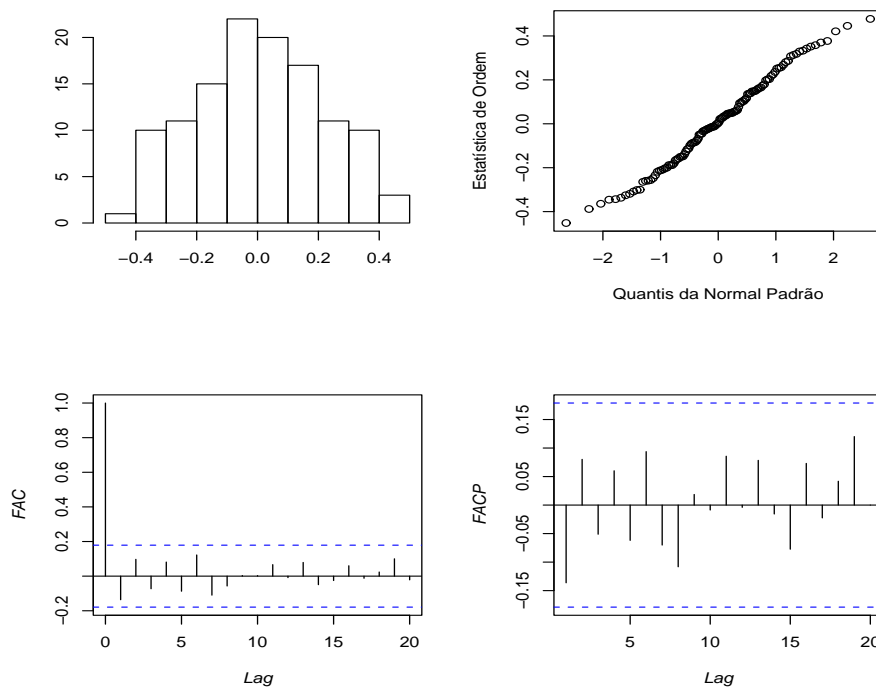 20
15
10
5
0
−0.4 −0.2 0.0 0.2 0.4
Estatística de Ordem
0.4
0.2
0.0
−0.2
−0.4
−2 −1 0 1 2
Quantis da Normal Padrão
FAC
1.0
0.8
0.6
0.4
0.2
−0.2
0 5 10 15 20
Lag
FACP
0.15
0.05
−0.05
−0.15
5 10 15 20
Lag